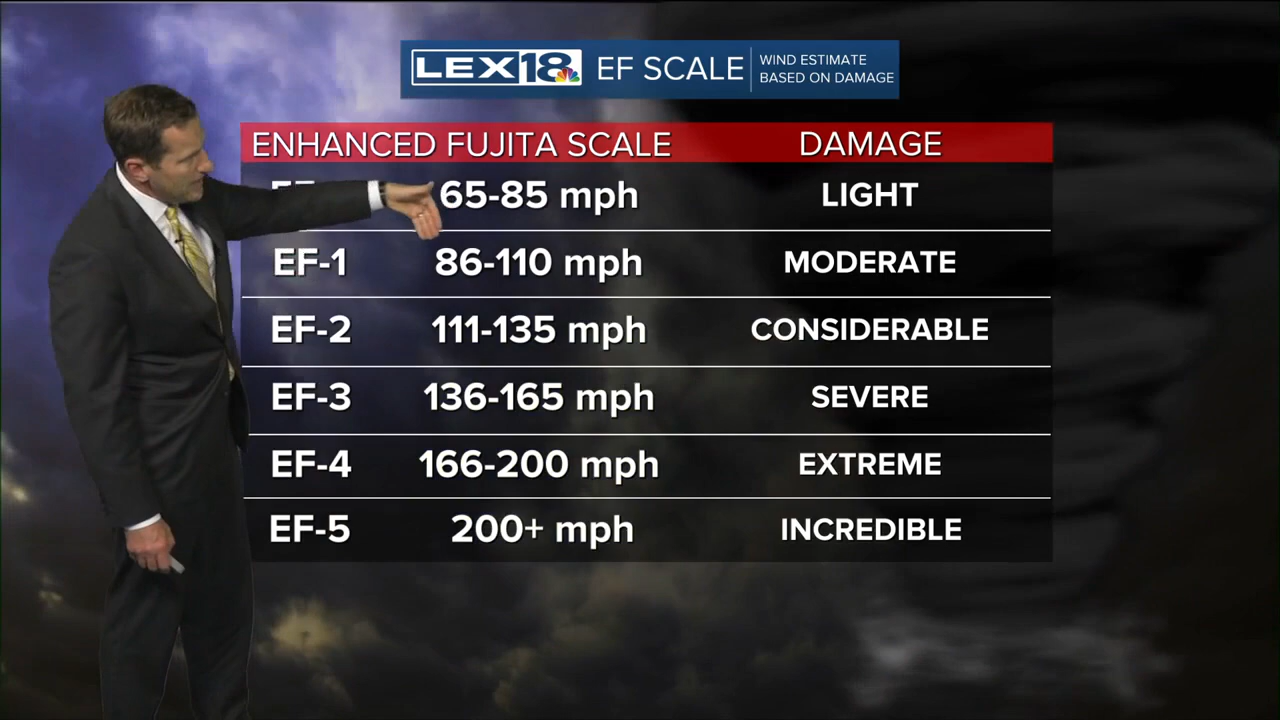 LEX18 EF SCALE
WIND ESTIMATE
BASED ON DAMAGE
ENHANCED FUJITA SCALE DAMAGE
65-85 mph LIGHT
EF-1 86-110 mph MODERATE
EF-2 111-135 mph CONSIDERABLE
EF-3 136-165 mph SEVERE
EF-4 166-200 mph EXTREME
EF-5 200+ mph INCREDIBLE